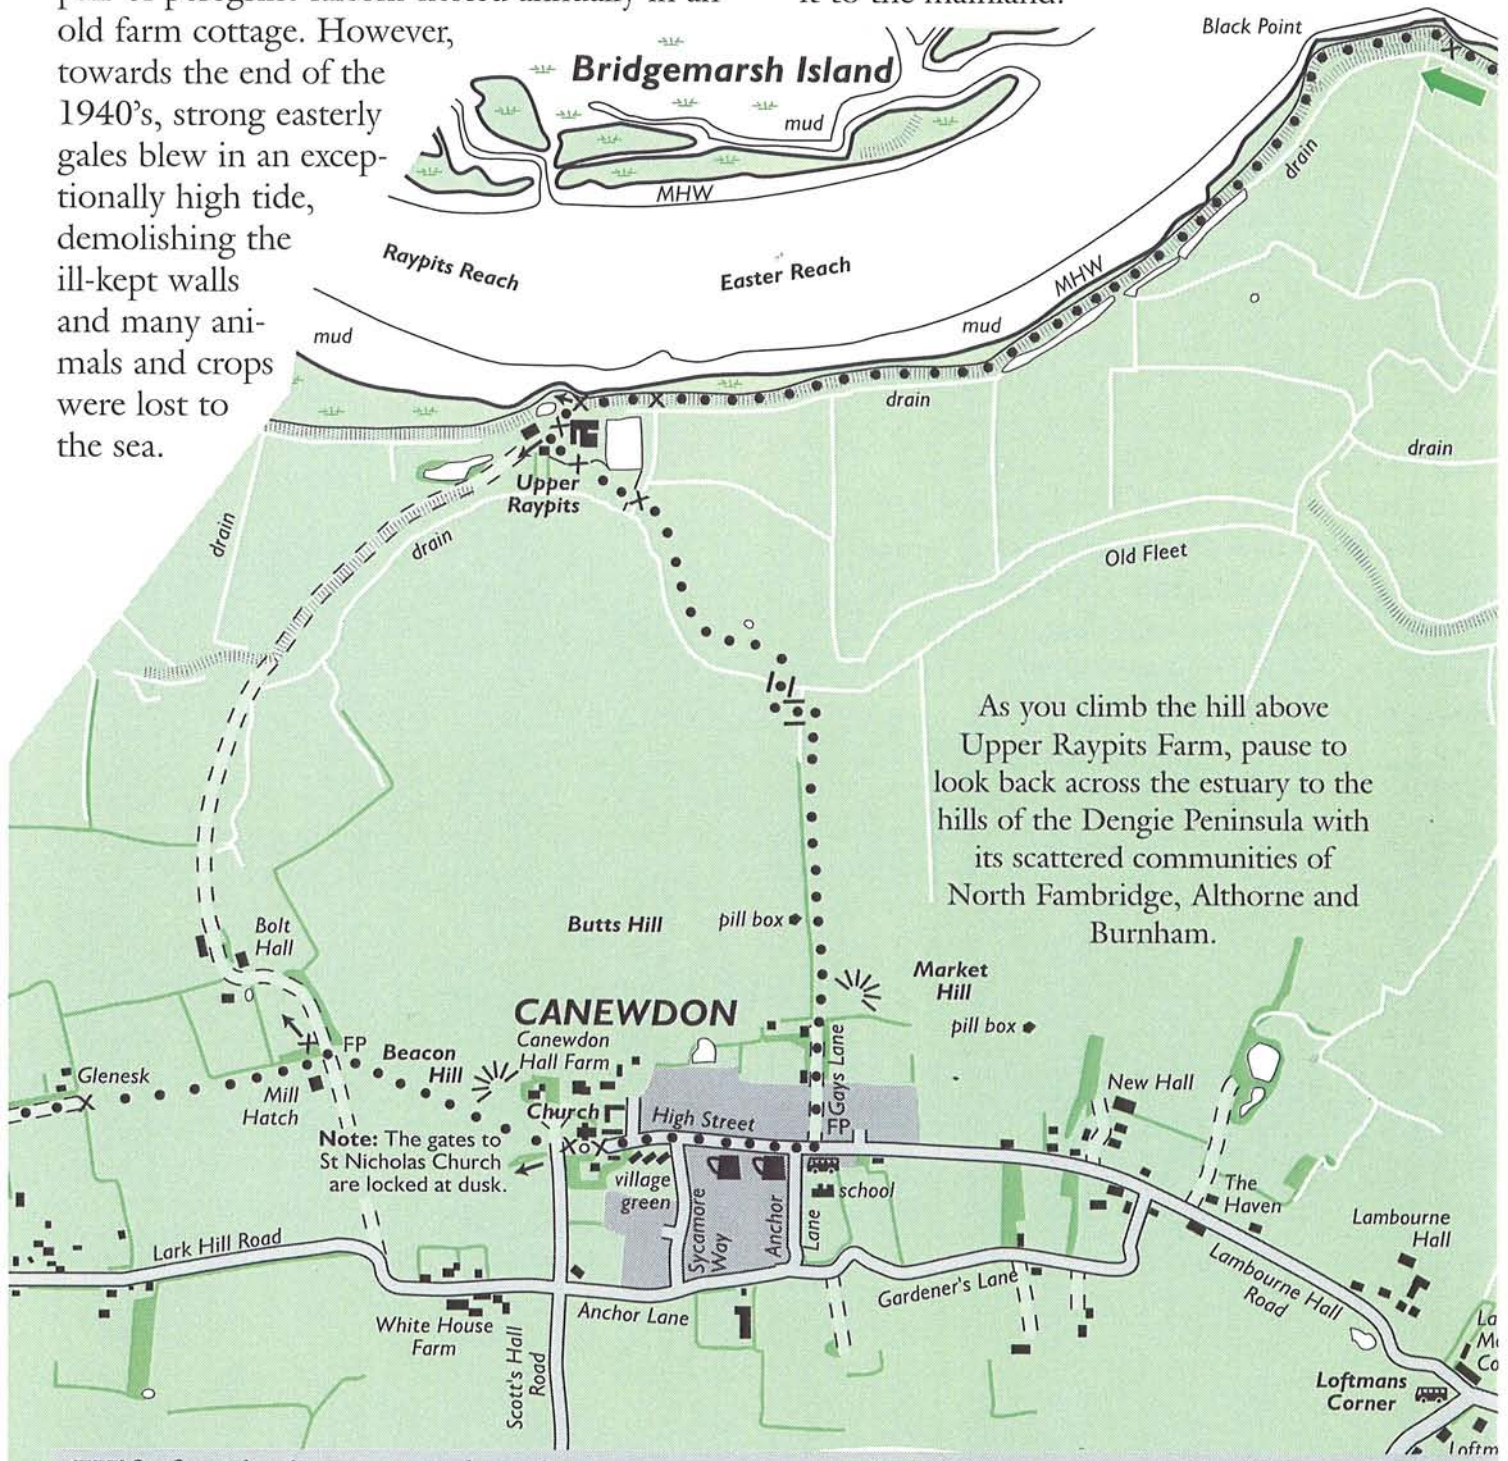 old farm cottage. However,
towards the end of the
1940's, strong easterly
gales blew in an excep-
tionally high tide,
demolishing the
ill-kept walls
and many ani-
mals and crops
were lost to
the sea.
it to the mainland.
Black Point
Bridgemarsh Island
mud
MHW
drain
Raypits Reach
Easter Reach
MHW
mud
mud
drain
drain
Upper
Raypits
drain
drain
Old Fleet
As you climb the hill above
Upper Raypits Farm, pause to
look back across the estuary to the
hills of the Dengie Peninsula with
its scattered communities of
North Fambridge, Althorne and
Burnham.
Butts Hill
pill box
Bolt
Hall
Market
Hill
pill box
CANEWDON
Canewdon
Hall Farm
FP
Beacon
Hill
Gays Lane
Glenesk
Mill
Hatch
New Hall
Church
High Street
FP
Note: The gates to
St Nicholas Church
are locked at dusk.
village
green
school
Sycamore
Way
Anchor
Lane
The
Haven
Lambourne
Hall
Lark Hill Road
Gardener's Lane
Lambourne Hall
Road
Anchor Lane
White House
Farm
Scott's Hall
Road
Loftmans
Corner
La
Co
Loftm